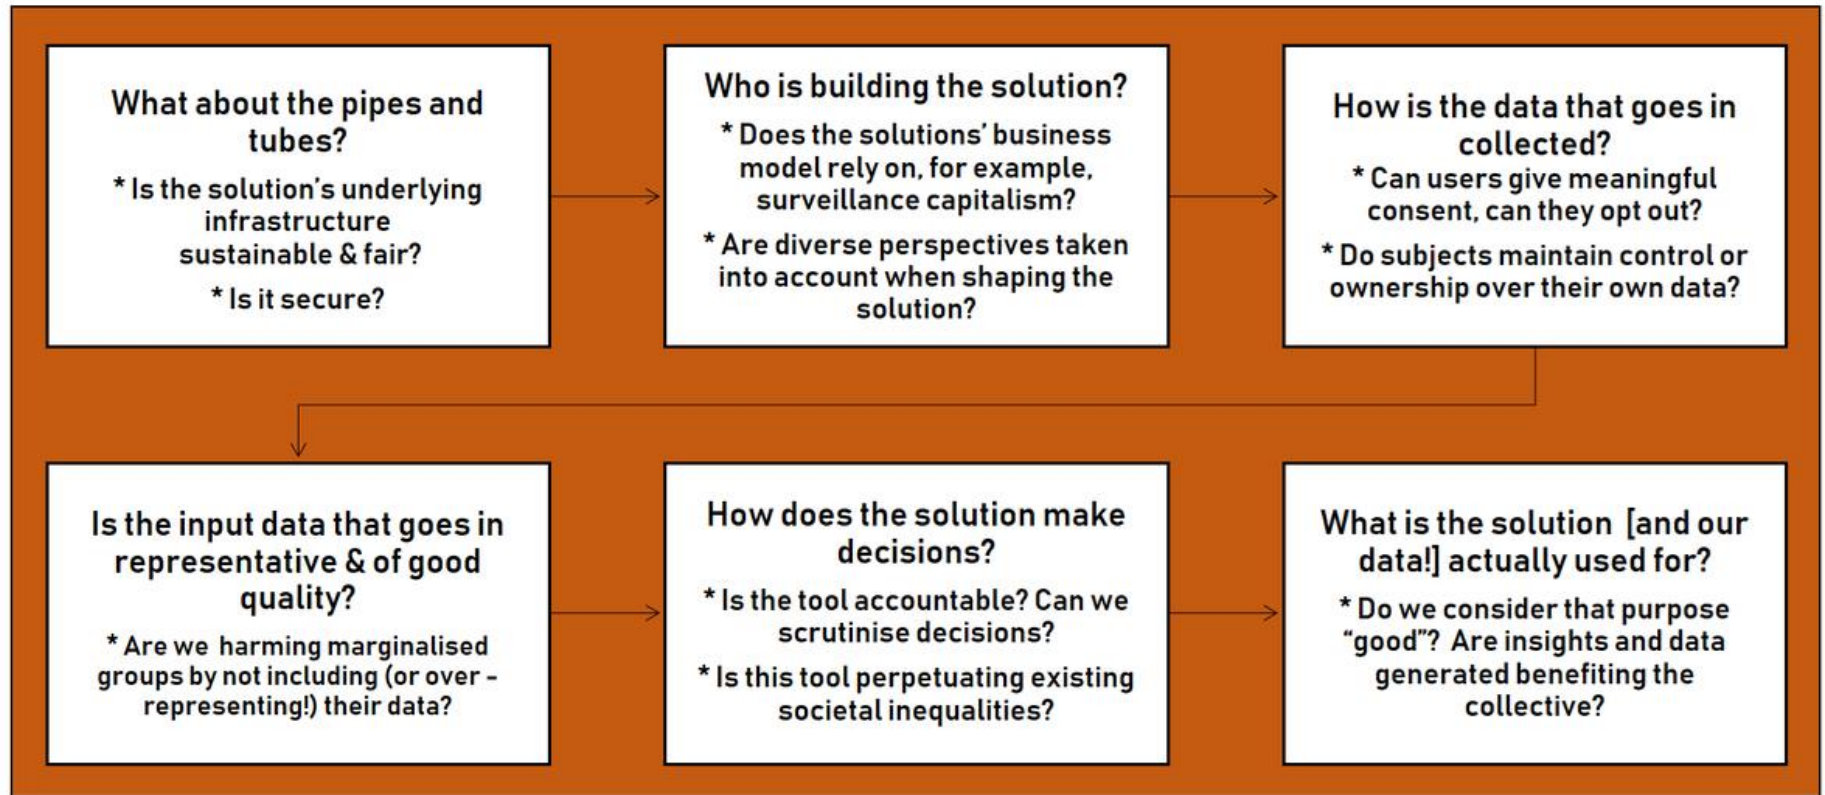 What about the pipes and
tubes?
* Is the solution's underlying
infrastructure
sustainable & fair?
* Is it secure?
Who is building the solution?
* Does the solutions' business
model rely on, for example,
surveillance capitalism?
* Are diverse perspectives taken
into account when shaping the
solution?
How is the data that goes in
collected?
* Can users give meaningful
consent, can they opt out?
* Do subjects maintain control or
ownership over their own data?
Is the input data that goes in
representative & of good
quality?
* Are we harming marginalised
groups by not including (or over -
representing!) their data?
How does the solution make
decisions?
* Is the tool accountable? Can we
scrutinise decisions?
* Is this tool perpetuating existing
societal inequalities?
What is the solution [and our
data!] actually used for?
* Do we consider that purpose
“good”? Are insights and data
generated benefiting the
collective?